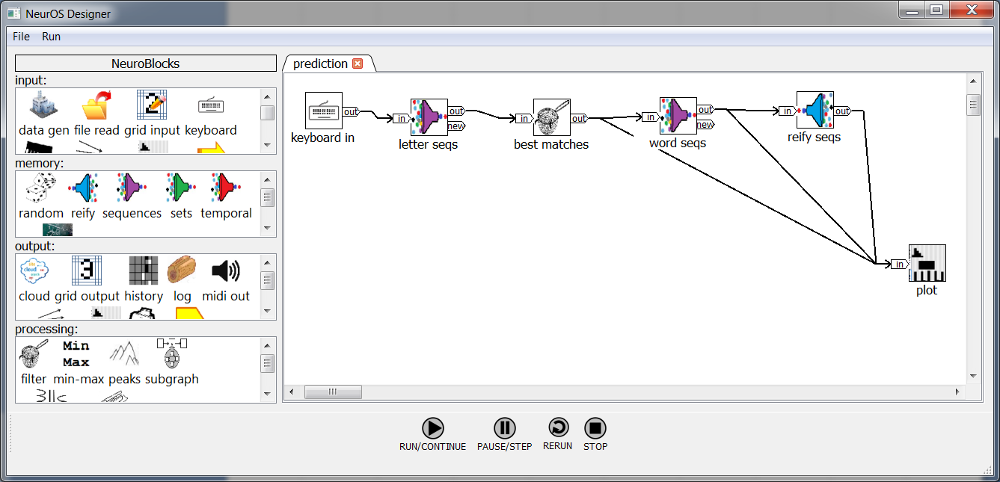 NeurOS Designer
File Run
NeuroBlocks
input:
data gen file read grid input keyboard
memory:
random reify sequences sets temporal
output:
cloud grid output history log midi out
processing:
Min
Max
filter min-max peaks subgraph
prediction
out
keyboard in
in out
new
letter seqs
in out
best matches
in out
new
word seqs
in out
reify seqs
in
plot
RUN/CONTINUE PAUSE/STEP RERUN STOP